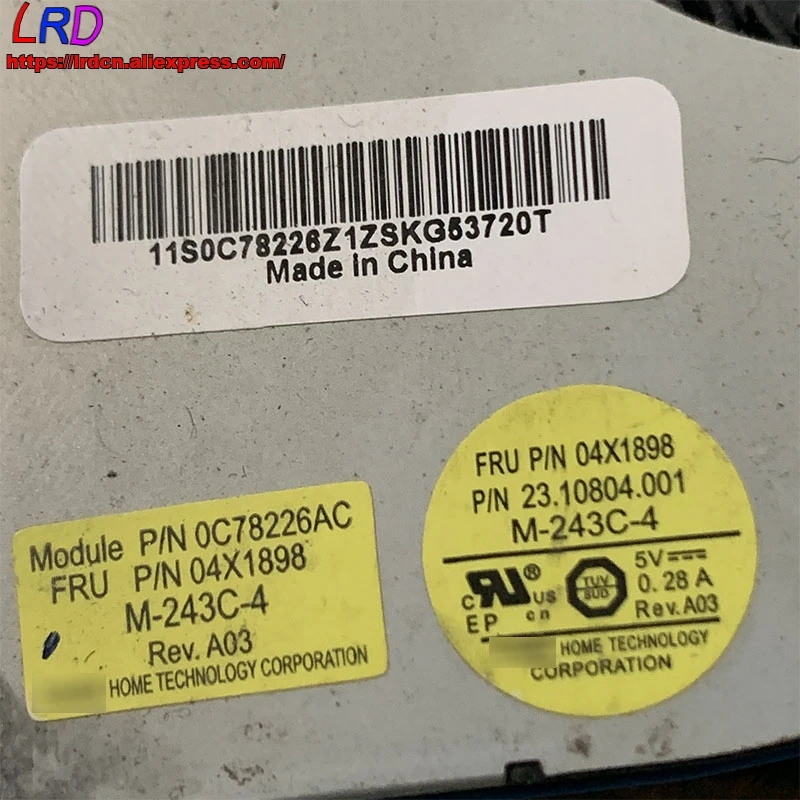 LRD
https://lrdcn.aliexpress.com/
11S0C78226Z1ZSKG53720T
Made in China
Module P/N 0C78226AC
FRU P/N 04X1898
M-243C-4
Rev. A03
HOME TECHNOLOGY CORPORATION
FRU P/N 04X1898
P/N 23.10804.001
M-243C-4
c RU® US
EP cn
TUV
SUD
5V⎓
0.28 A
Rev. A03
HOME TECHNOLOGY
CORPORATION